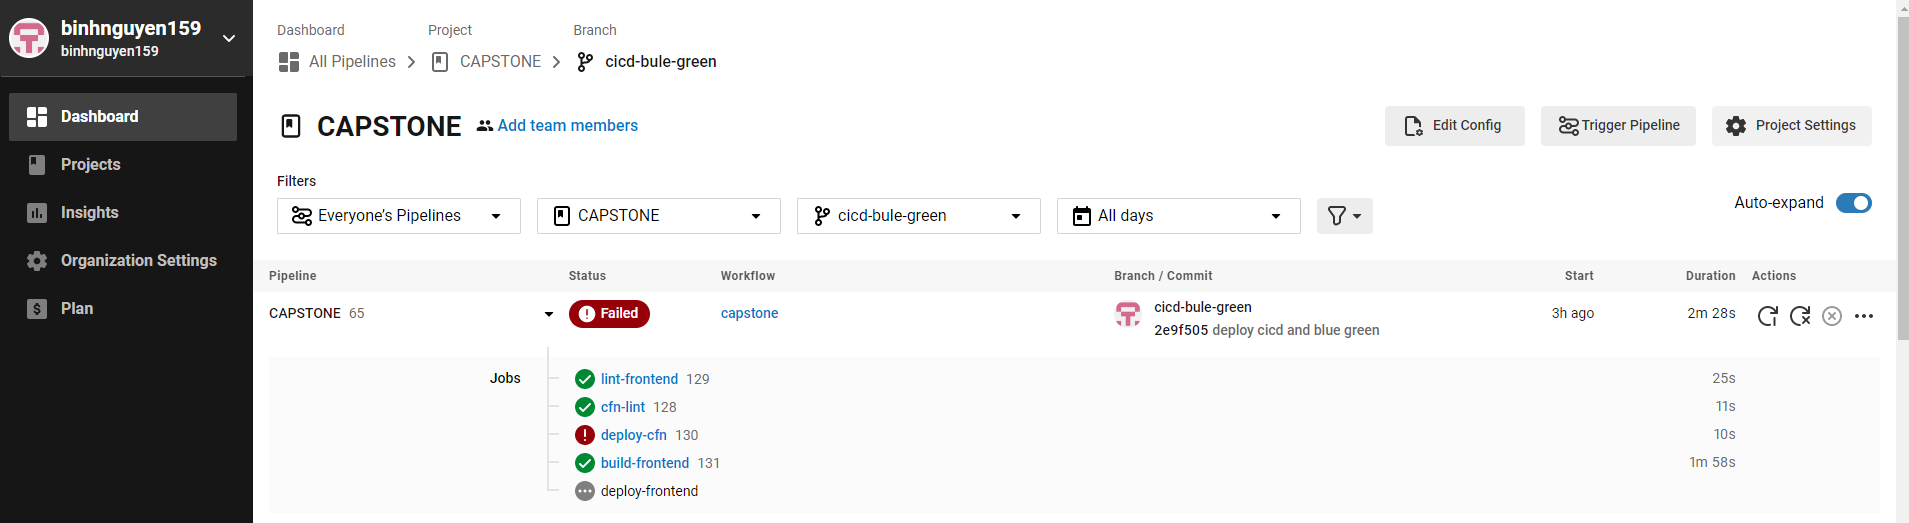 binhnguyen159
binhnguyen159
Dashboard
Projects
Insights
Organization Settings
Plan
Dashboard Project Branch
All Pipelines CAPSTONE cicd-bule-green
CAPSTONE Add team members
Edit Config Trigger Pipeline Project Settings
Filters
Everyone's Pipelines CAPSTONE cicd-bule-green All days
Auto-expand
Pipeline Status Workflow Branch / Commit Start Duration Actions
CAPSTONE 65 Failed capstone cicd-bule-green 3h ago 2m 28s
2e9f505 deploy cicd and blue green
Jobs lint-frontend 129 25s
cfn-lint 128 11s
deploy-cfn 130 10s
build-frontend 131 1m 58s
deploy-frontend